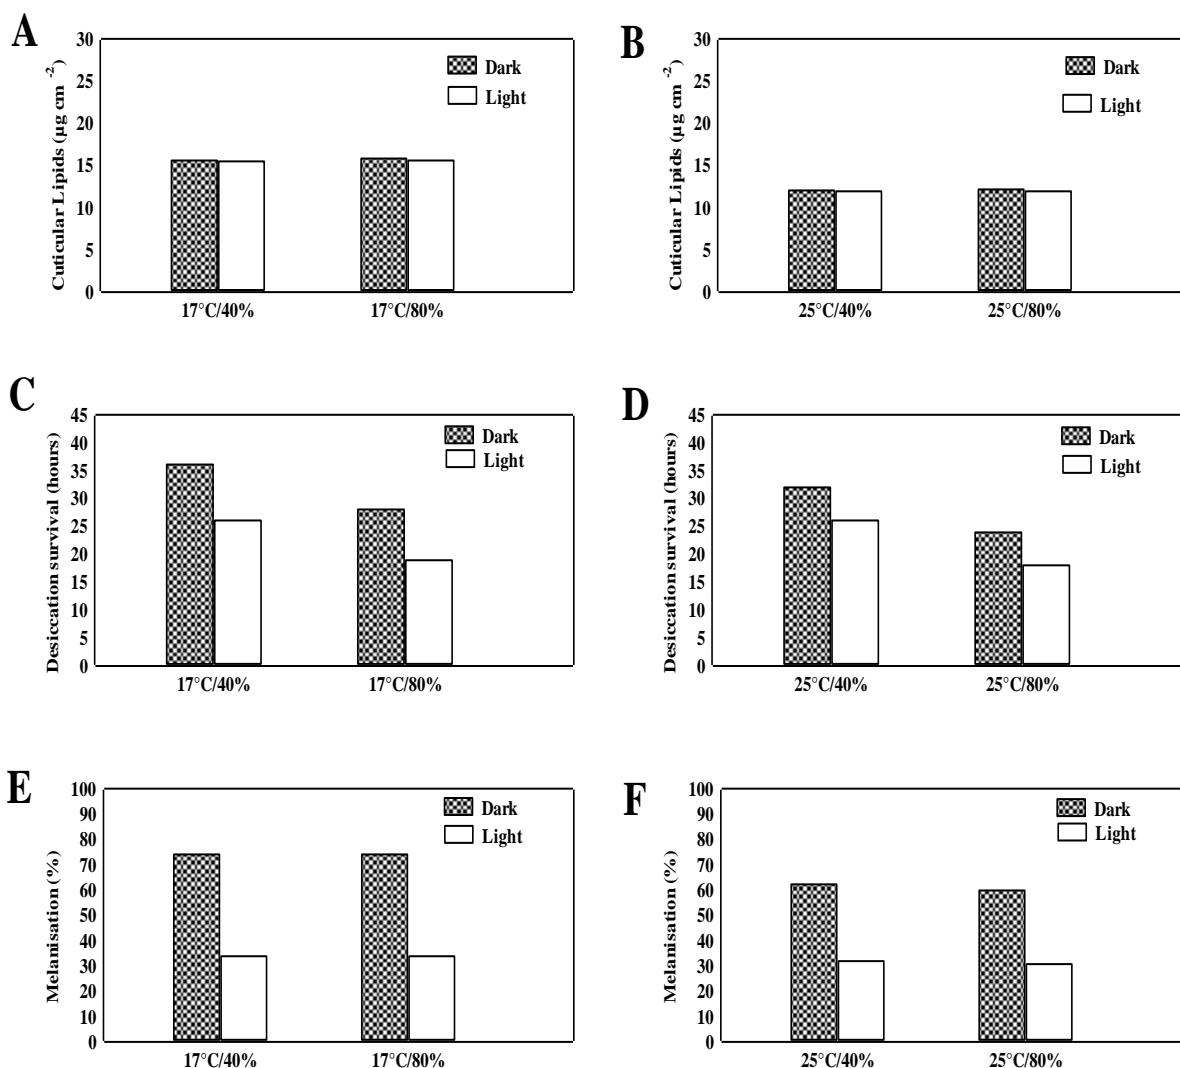 A
Cuticular Lipids (µg cm -2)
30
25
20
15
10
5
0
Dark
Light
17°C/40%
17°C/80%
B
Cuticular Lipids (µg cm -2)
30
25
20
15
10
5
0
Dark
Light
25°C/40%
25°C/80%
C
Desiccation survival (hours)
45
40
35
30
25
20
15
10
5
0
Dark
Light
17°C/40%
17°C/80%
D
Desiccation survival (hours)
45
40
35
30
25
20
15
10
5
0
Dark
Light
25°C/40%
25°C/80%
E
Melanisation (%)
100
90
80
70
60
50
40
30
20
10
0
Dark
Light
17°C/40%
17°C/80%
F
Melanisation (%)
100
90
80
70
60
50
40
30
20
10
0
Dark
Light
25°C/40%
25°C/80%